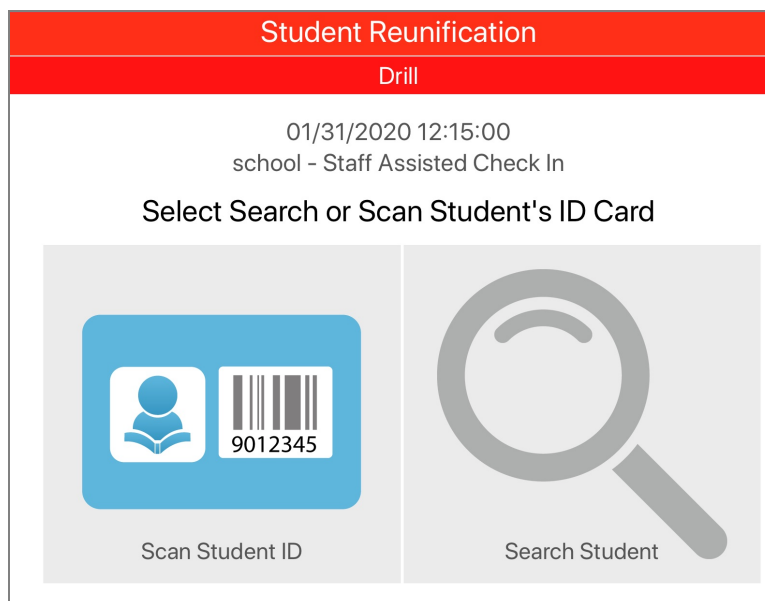 Student Reunification
Drill
01/31/2020 12:15:00
school - Staff Assisted Check In
Select Search or Scan Student's ID Card
9012345
Scan Student ID
Search Student